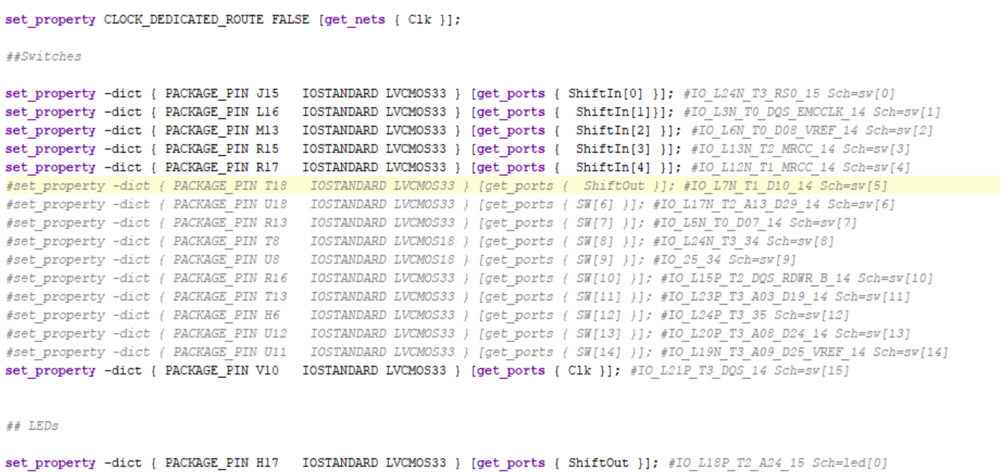 set_property CLOCK_DEDICATED_ROUTE FALSE [get_nets { Clk }];
##Switches
set_property -dict { PACKAGE_PIN J15   IOSTANDARD LVCMOS33 } [get_ports { ShiftIn[0] }]; #IO_L24N_T3_RS0_15 Sch=sw[0]
set_property -dict { PACKAGE_PIN L16   IOSTANDARD LVCMOS33 } [get_ports {  ShiftIn[1]}]; #IO_L3N_T0_DQS_EMCCLK_14 Sch=sw[1]
set_property -dict { PACKAGE_PIN M13   IOSTANDARD LVCMOS33 } [get_ports {  ShiftIn[2] }]; #IO_L6N_T0_D08_VREF_14 Sch=sw[2]
set_property -dict { PACKAGE_PIN R15   IOSTANDARD LVCMOS33 } [get_ports {  ShiftIn[3] }]; #IO_L13N_T2_MRCC_14 Sch=sw[3]
set_property -dict { PACKAGE_PIN R17   IOSTANDARD LVCMOS33 } [get_ports {  ShiftIn[4] }]; #IO_L12N_T1_MRCC_14 Sch=sw[4]
#set_property -dict { PACKAGE_PIN T18   IOSTANDARD LVCMOS33 } [get_ports {  ShiftOut }]; #IO_L7N_T1_D10_14 Sch=sw[5]
#set_property -dict { PACKAGE_PIN U18   IOSTANDARD LVCMOS33 } [get_ports { SW[6] }]; #IO_L17N_T2_A13_D29_14 Sch=sw[6]
#set_property -dict { PACKAGE_PIN R13   IOSTANDARD LVCMOS33 } [get_ports { SW[7] }]; #IO_L5N_T0_D07_14 Sch=sw[7]
#set_property -dict { PACKAGE_PIN T8    IOSTANDARD LVCMOS18 } [get_ports { SW[8] }]; #IO_L24N_T3_34 Sch=sw[8]
#set_property -dict { PACKAGE_PIN U8    IOSTANDARD LVCMOS18 } [get_ports { SW[9] }]; #IO_25_34 Sch=sw[9]
#set_property -dict { PACKAGE_PIN R16   IOSTANDARD LVCMOS33 } [get_ports { SW[10] }]; #IO_L15P_T2_DQS_RDWR_B_14 Sch=sw[10]
#set_property -dict { PACKAGE_PIN T13   IOSTANDARD LVCMOS33 } [get_ports { SW[11] }]; #IO_L23P_T3_A03_D19_14 Sch=sw[11]
#set_property -dict { PACKAGE_PIN H6    IOSTANDARD LVCMOS33 } [get_ports { SW[12] }]; #IO_L24P_T3_35 Sch=sw[12]
#set_property -dict { PACKAGE_PIN U12   IOSTANDARD LVCMOS33 } [get_ports { SW[13] }]; #IO_L20P_T3_A08_D24_14 Sch=sw[13]
#set_property -dict { PACKAGE_PIN U11   IOSTANDARD LVCMOS33 } [get_ports { SW[14] }]; #IO_L19N_T3_A09_D25_VREF_14 Sch=sw[14]
set_property -dict { PACKAGE_PIN V10   IOSTANDARD LVCMOS33 } [get_ports { Clk }]; #IO_L21P_T3_DQS_14 Sch=sw[15]
## LEDs
set_property -dict { PACKAGE_PIN H17   IOSTANDARD LVCMOS33 } [get_ports { ShiftOut }]; #IO_L18P_T2_A24_15 Sch=led[0]